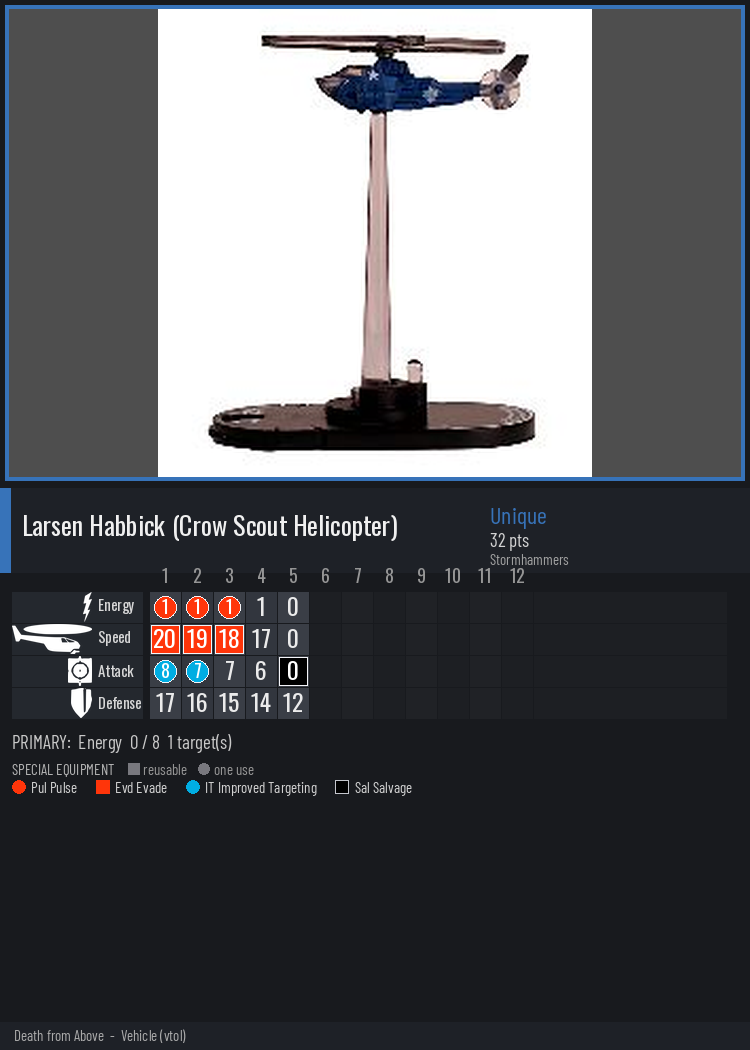 Larsen Habbick (Crow Scout Helicopter)
Unique
32 pts
Stormhammers
1 2 3 4 5 6 7 8 9 10 11 12
Energy 1 1 1 1 0
Speed 20 19 18 17 0
Attack 8 7 7 6 0
Defense 17 16 15 14 12
PRIMARY: Energy 0 / 8 1 target(s)
SPECIAL EQUIPMENT reusable one use
Pul Pulse Evd Evade IT Improved Targeting Sal Salvage
Death from Above - Vehicle (vtol)